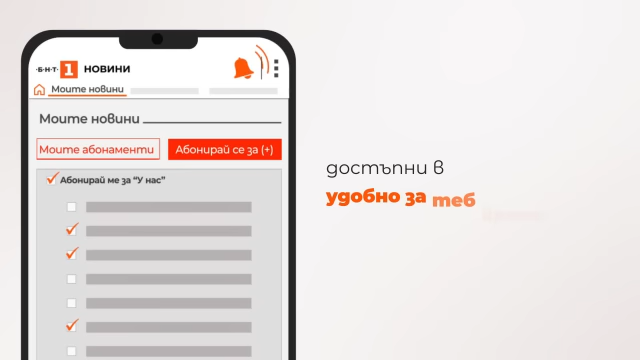 ·Б·Н·Т· 1 НОВИНИ
Моите новини
Моите новини
Моите абонаменти
Абонирай се за (+)
Абонирай ме за "У нас"
достъпни в
удобно за теб